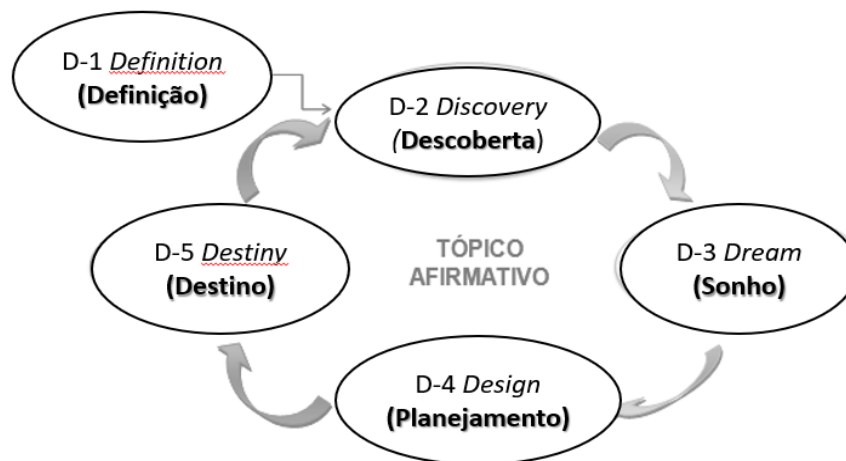 D-1 Definition
(Definição)
D-2 Discovery
(Descoberta)
D-5 Destiny
(Destino)
TÓPICO
AFIRMATIVO
D-3 Dream
(Sonho)
D-4 Design
(Planejamento)